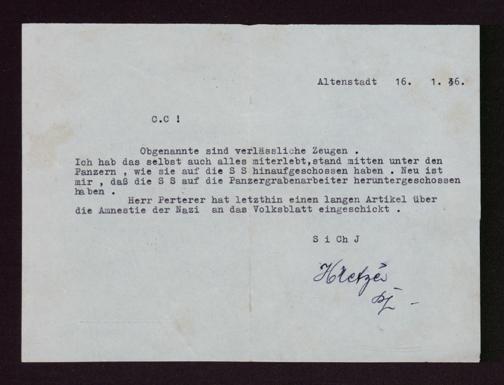 Altenstadt 16. 1. 46.
C.C !
Obgenannte sind verlässliche Zeugen .
Ich hab das selbst auch alles miterlebt,stand mitten unter den
Panzern , wie sie auf die S S hinaufgeschossen haben . Neu ist
mir , daß die S S auf die Panzergrabenarbeiter heruntergeschossen
haben .
Herr Perterer hat letzthin einen langen Artikel über
die Amnestie der Nazi an das Volksblatt eingeschickt .
S i Ch J